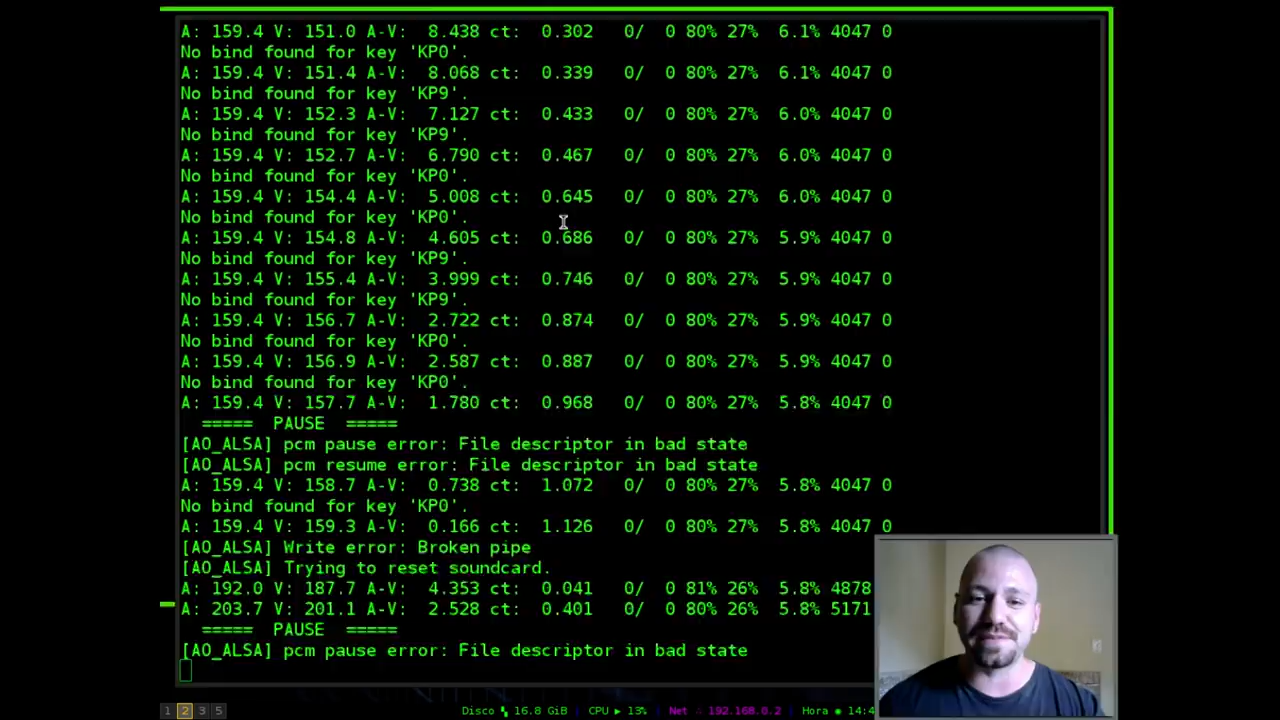 A: 159.4 V: 151.0 A-V:  8.438 ct:  0.302   0/  0 80% 27%  6.1% 4047 0
No bind found for key 'KP0'.
A: 159.4 V: 151.4 A-V:  8.068 ct:  0.339   0/  0 80% 27%  6.1% 4047 0
No bind found for key 'KP9'.
A: 159.4 V: 152.3 A-V:  7.127 ct:  0.433   0/  0 80% 27%  6.0% 4047 0
No bind found for key 'KP9'.
A: 159.4 V: 152.7 A-V:  6.790 ct:  0.467   0/  0 80% 27%  6.0% 4047 0
No bind found for key 'KP0'.
A: 159.4 V: 154.4 A-V:  5.008 ct:  0.645   0/  0 80% 27%  6.0% 4047 0
No bind found for key 'KP0'.
A: 159.4 V: 154.8 A-V:  4.605 ct:  0.686   0/  0 80% 27%  5.9% 4047 0
No bind found for key 'KP9'.
A: 159.4 V: 155.4 A-V:  3.999 ct:  0.746   0/  0 80% 27%  5.9% 4047 0
No bind found for key 'KP9'.
A: 159.4 V: 156.7 A-V:  2.722 ct:  0.874   0/  0 80% 27%  5.9% 4047 0
No bind found for key 'KP0'.
A: 159.4 V: 156.9 A-V:  2.587 ct:  0.887   0/  0 80% 27%  5.9% 4047 0
No bind found for key 'KP0'.
A: 159.4 V: 157.7 A-V:  1.780 ct:  0.968   0/  0 80% 27%  5.8% 4047 0
=====  PAUSE  =====
[AO_ALSA] pcm pause error: File descriptor in bad state
[AO_ALSA] pcm resume error: File descriptor in bad state
A: 159.4 V: 158.7 A-V:  0.738 ct:  1.072   0/  0 80% 27%  5.8% 4047 0
No bind found for key 'KP0'.
A: 159.4 V: 159.3 A-V:  0.166 ct:  1.126   0/  0 80% 27%  5.8% 4047 0
[AO_ALSA] Write error: Broken pipe
[AO_ALSA] Trying to reset soundcard.
A: 192.0 V: 187.7 A-V:  4.353 ct:  0.041   0/  0 81% 26%  5.8% 4878
A: 203.7 V: 201.1 A-V:  2.528 ct:  0.401   0/  0 80% 26%  5.8% 5171
=====  PAUSE  =====
[AO_ALSA] pcm pause error: File descriptor in bad state
1 2 3 5 Disco 16.8 GiB CPU ▶ 13% Net 192.168.0.2 Hora ◉ 14:4